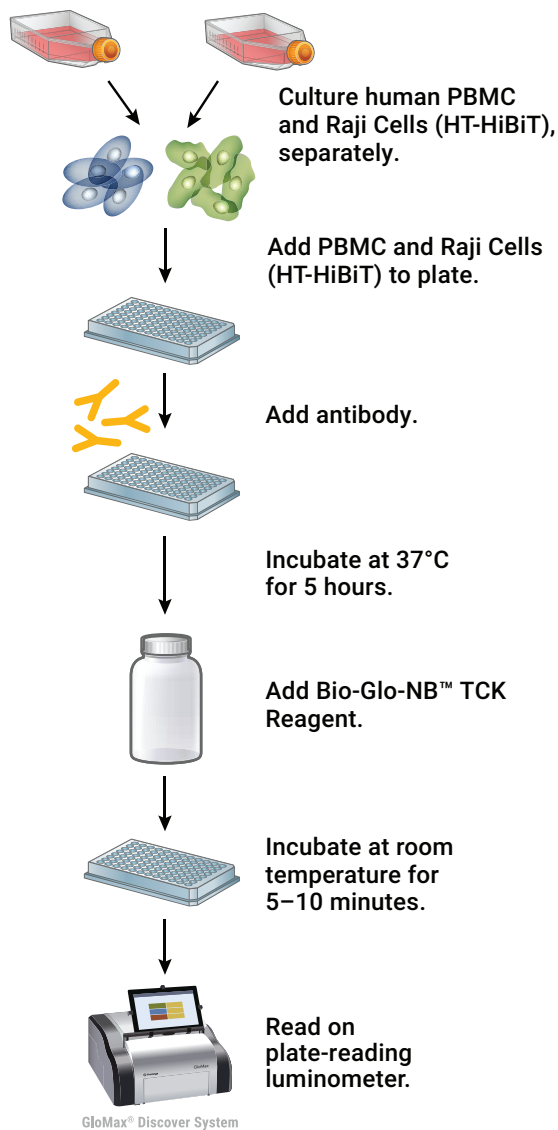 Culture human PBMC
and Raji Cells (HT-HiBiT),
separately.
Add PBMC and Raji Cells
(HT-HiBiT) to plate.
Add antibody.
Incubate at 37°C
for 5 hours.
Add Bio-Glo-NB™ TCK
Reagent.
Incubate at room
temperature for
5–10 minutes.
Read on
plate-reading
luminometer.
GloMax
GloMax® Discover System